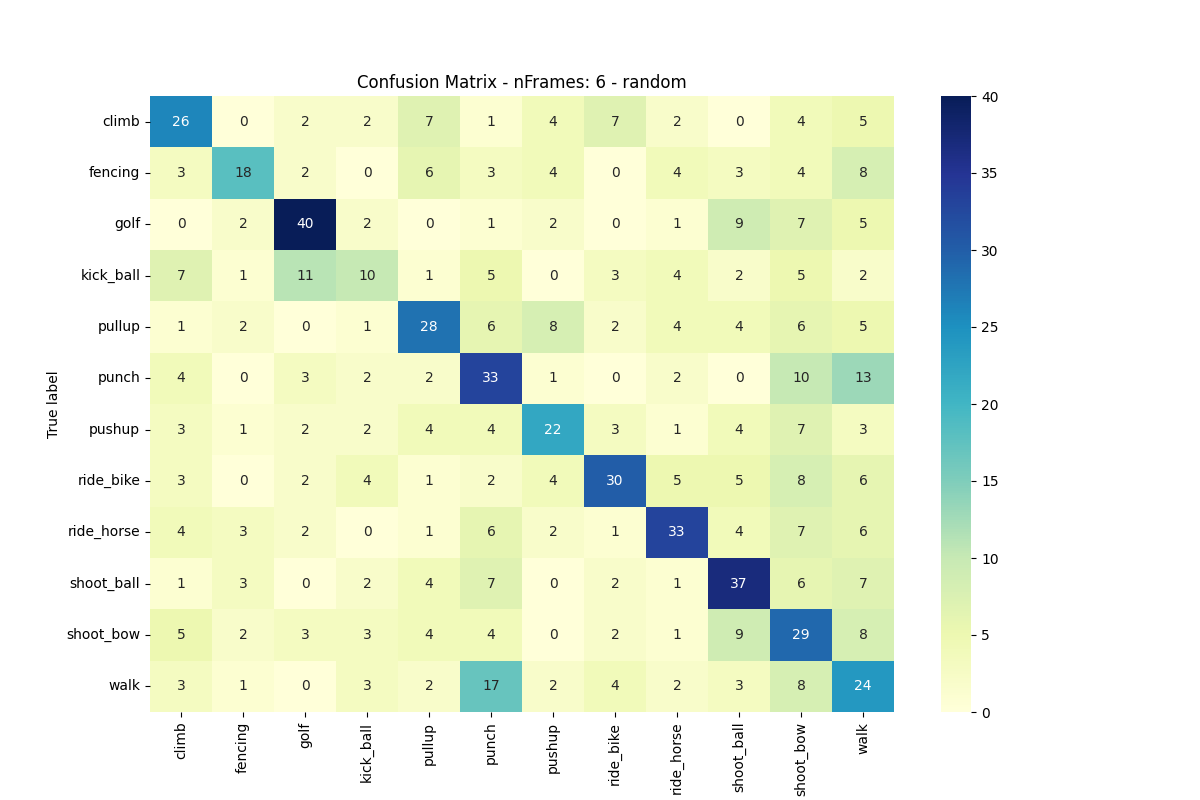 Confusion Matrix - nFrames: 6 - random
True label
climb 26 0 2 2 7 1 4 7 2 0 4 5
fencing 3 18 2 0 6 3 4 0 4 3 4 8
golf 0 2 40 2 0 1 2 0 1 9 7 5
kick_ball 7 1 11 10 1 5 0 3 4 2 5 2
pullup 1 2 0 1 28 6 8 2 4 4 6 5
punch 4 0 3 2 2 33 1 0 2 0 10 13
pushup 3 1 2 2 4 4 22 3 1 4 7 3
ride_bike 3 0 2 4 1 2 4 30 5 5 8 6
ride_horse 4 3 2 0 1 6 2 1 33 4 7 6
shoot_ball 1 3 0 2 4 7 0 2 1 37 6 7
shoot_bow 5 2 3 3 4 4 0 2 1 9 29 8
walk 3 1 0 3 2 17 2 4 2 3 8 24
climb fencing golf kick_ball pullup punch pushup ride_bike ride_horse shoot_ball shoot_bow walk
40
35
30
25
20
15
10
5
0